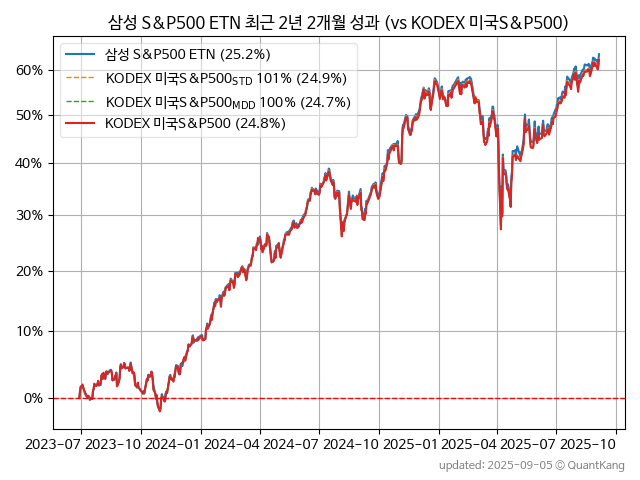 삼성 S&P500 ETN 최근 2년 2개월 성과 (vs KODEX 미국S&P500)
삼성 S&P500 ETN (25.2%)
KODEX 미국S&P500STD 101% (24.9%)
KODEX 미국S&P500MDD 100% (24.7%)
KODEX 미국S&P500 (24.8%)
60%
50%
40%
30%
20%
10%
0%
2023-07 2023-10 2024-01 2024-04 2024-07 2024-10 2025-01 2025-04 2025-07 2025-10
updated: 2025-09-05 © QuantKang